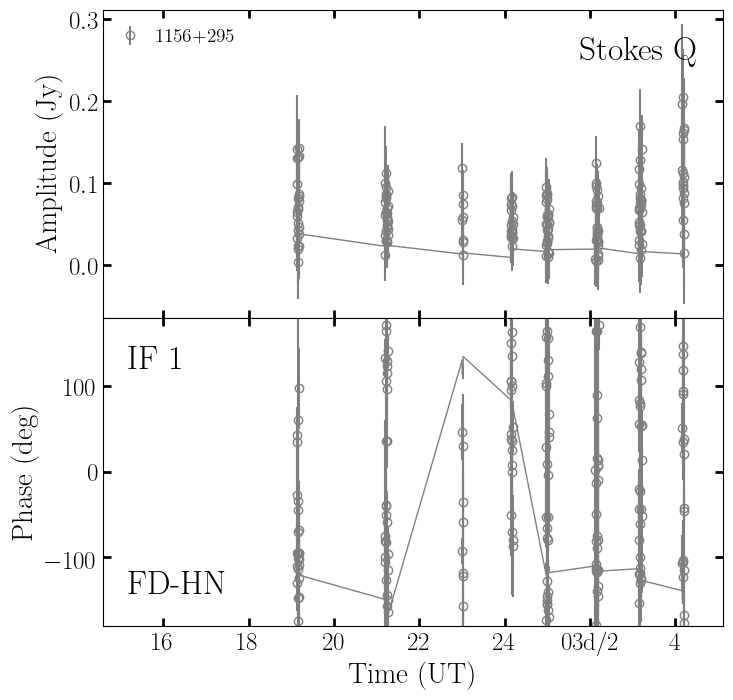 0.3
1156+295
Stokes Q
0.2
0.1
0.0
Amplitude (Jy)
IF 1
100
0
−100
Phase (deg)
FD-HN
16 18 20 22 24 03d/2 4
Time (UT)